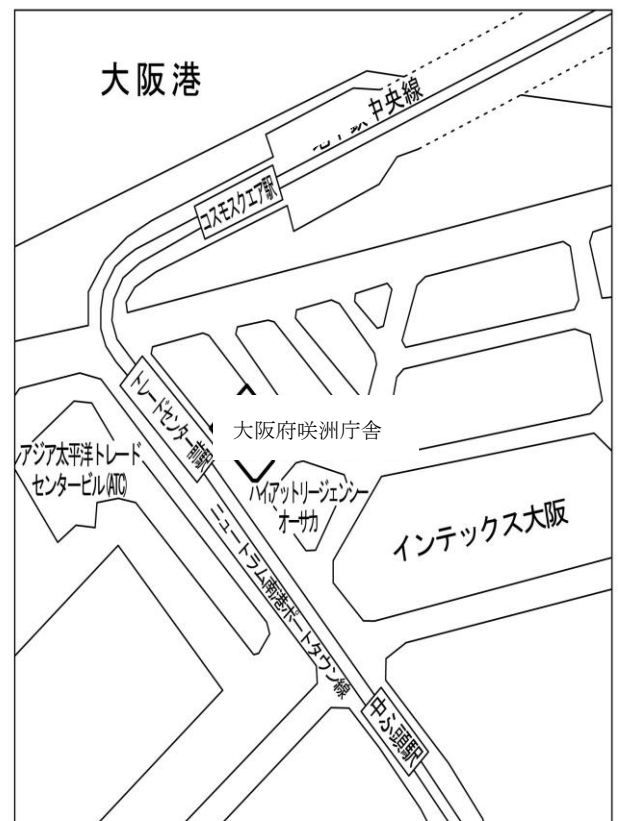 大阪港
中央線
コスモスクエア駅
トレードセンター前駅
大阪府咲洲庁舎
アジア太平洋トレード
センタービル(ATC)
ハイアットリージェンシー
オーサカ
インテックス大阪
ニュートラム南港ポートタウン線
中ふ頭駅